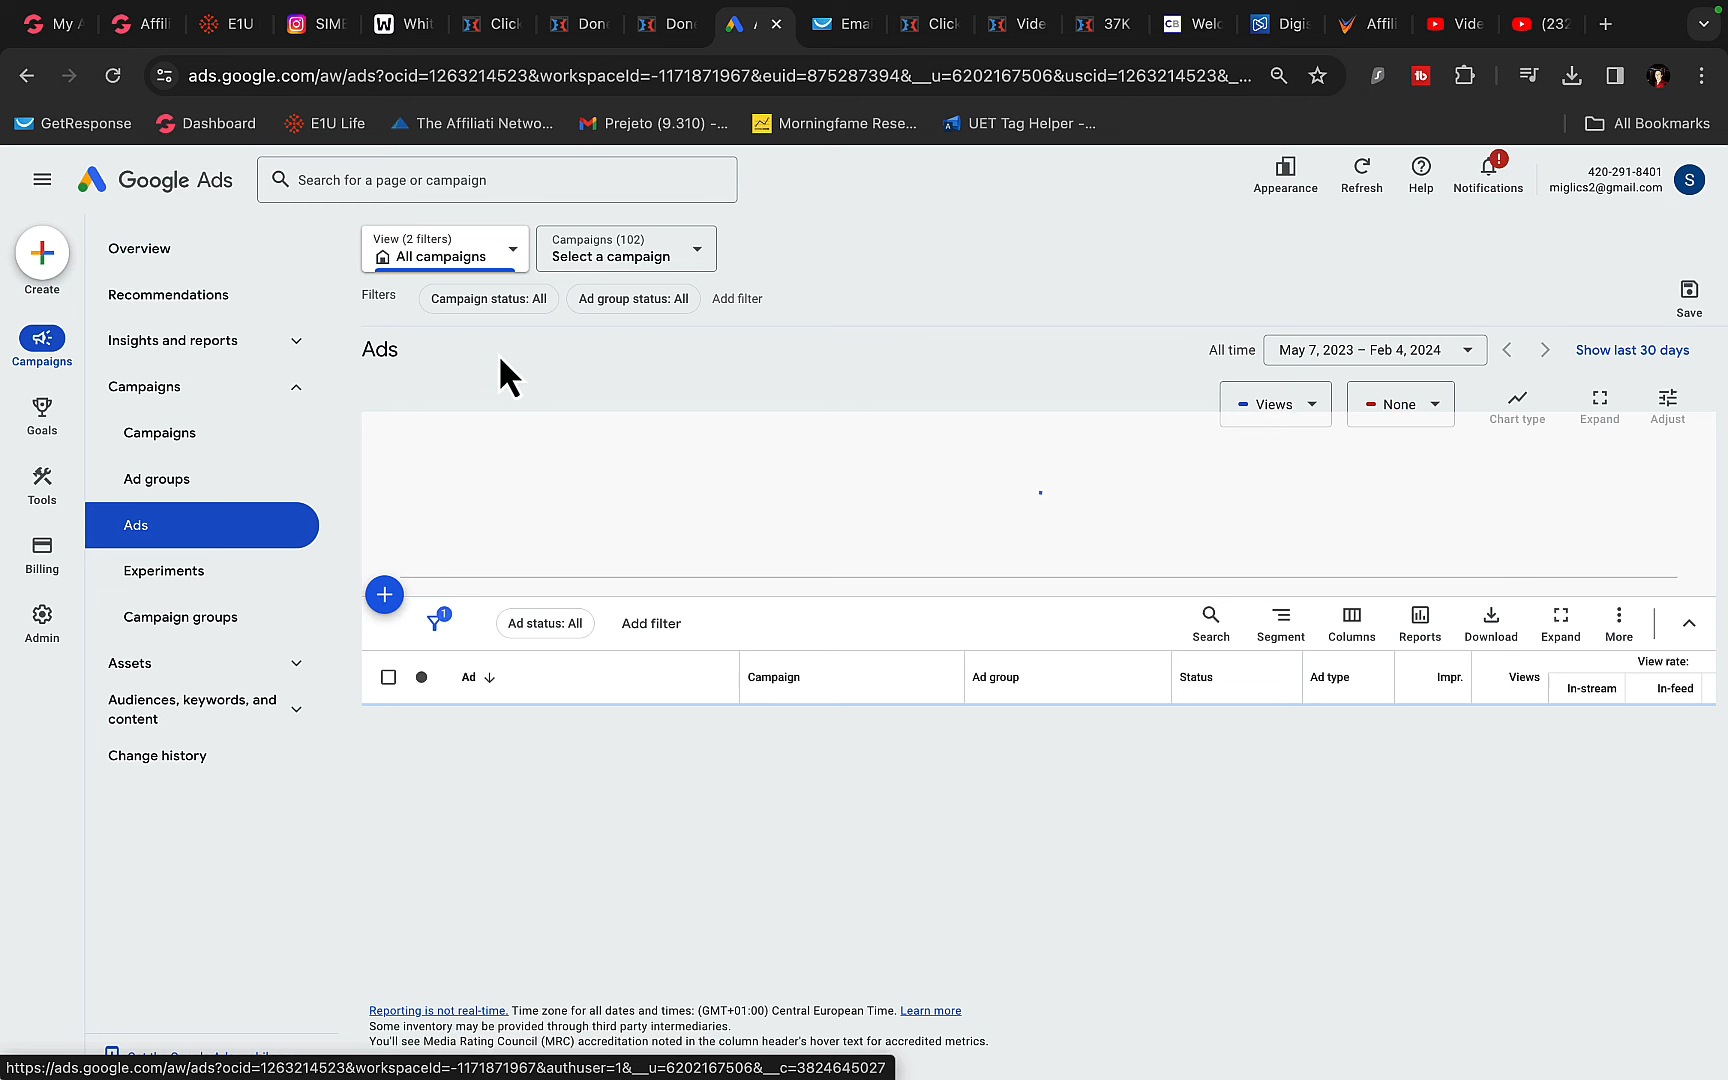 My A
Affili
E1U
SIME
Whit
Click
Done
Done
A
Ema
Click
Vide
37K
CB
Welc
Digis
Affili
Vide
(232
ads.google.com/aw/ads?ocid=1263214523&workspaceId=-1171871967&euid=875287394&__u=6202167506&uscid=1263214523&_...
GetResponse
Dashboard
E1U Life
The Affiliati Netwo...
Prejeto (9.310) -...
Morningfame Rese...
UET Tag Helper -...
All Bookmarks
Google Ads
Search for a page or campaign
Appearance
Refresh
Help
Notifications
420-291-8401
miglics2@gmail.com
S
Create
Campaigns
Goals
Tools
Billing
Admin
Overview
Recommendations
Insights and reports
Campaigns
Campaigns
Ad groups
Ads
Experiments
Campaign groups
Assets
Audiences, keywords, and
content
Change history
View (2 filters)
All campaigns
Campaigns (102)
Select a campaign
Filters
Campaign status: All
Ad group status: All
Add filter
Save
Ads
All time
May 7, 2023 – Feb 4, 2024
Show last 30 days
Views
None
Chart type
Expand
Adjust
1
Ad status: All
Add filter
Search
Segment
Columns
Reports
Download
Expand
More
Ad
Campaign
Ad group
Status
Ad type
Impr.
Views
View rate:
In-stream
In-feed
Reporting is not real-time. Time zone for all dates and times: (GMT+01:00) Central European Time. Learn more
Some inventory may be provided through third party intermediaries.
You'll see Media Rating Council (MRC) accreditation noted in the column header's hover text for accredited metrics.
https://ads.google.com/aw/ads?ocid=1263214523&workspaceId=-1171871967&authuser=1&__u=6202167506&__c=3824645027